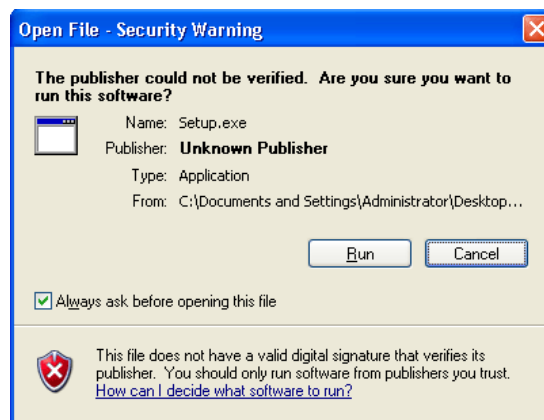 Open File - Security Warning
The publisher could not be verified.  Are you sure you want to
run this software?
Name: Setup.exe
Publisher: Unknown Publisher
Type: Application
From: C:\Documents and Settings\Administrator\Desktop...
Run Cancel
Always ask before opening this file
This file does not have a valid digital signature that verifies its
publisher.  You should only run software from publishers you trust.
How can I decide what software to run?